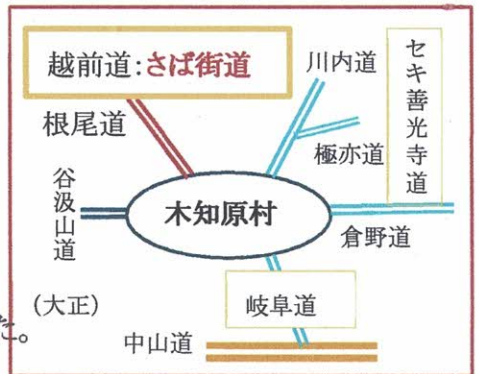 越前道:さば街道
川内道
セキ善光寺道
根尾道
極亦道
谷汲山道
木知原村
倉野道
(大正)
岐阜道
中山道